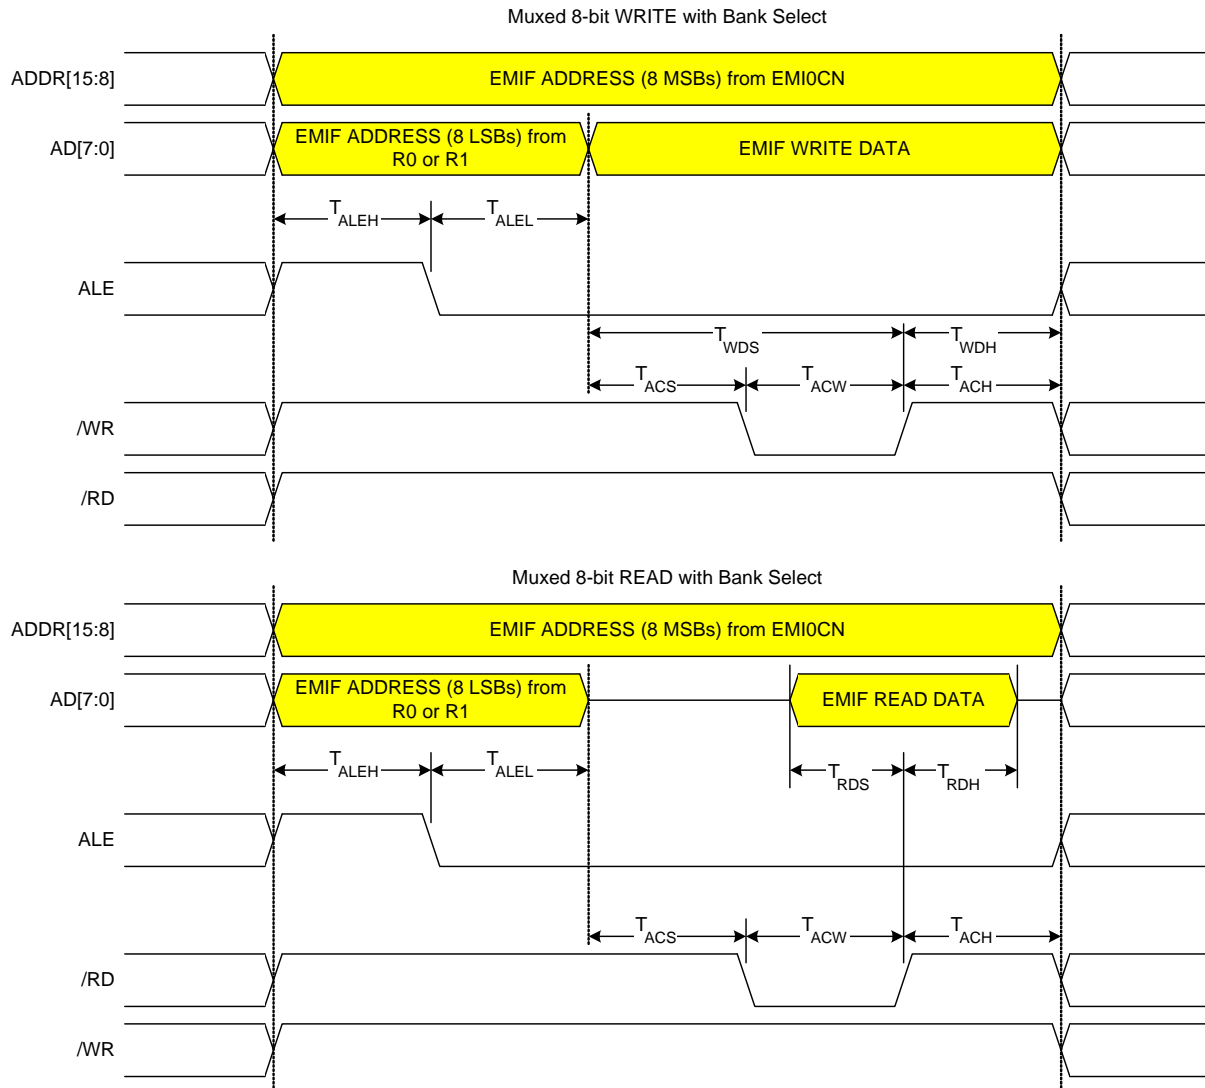 Muxed 8-bit WRITE with Bank Select
ADDR[15:8]
EMIF ADDRESS (8 MSBs) from EMI0CN
AD[7:0]
EMIF ADDRESS (8 LSBs) from
R0 or R1
EMIF WRITE DATA
TALEH
TALEL
ALE
TWDS
TWDH
TACS
TACW
TACH
/WR
/RD
Muxed 8-bit READ with Bank Select
ADDR[15:8]
EMIF ADDRESS (8 MSBs) from EMI0CN
AD[7:0]
EMIF ADDRESS (8 LSBs) from
R0 or R1
EMIF READ DATA
TALEH
TALEL
TRDS
TRDH
ALE
TACS
TACW
TACH
/RD
/WR